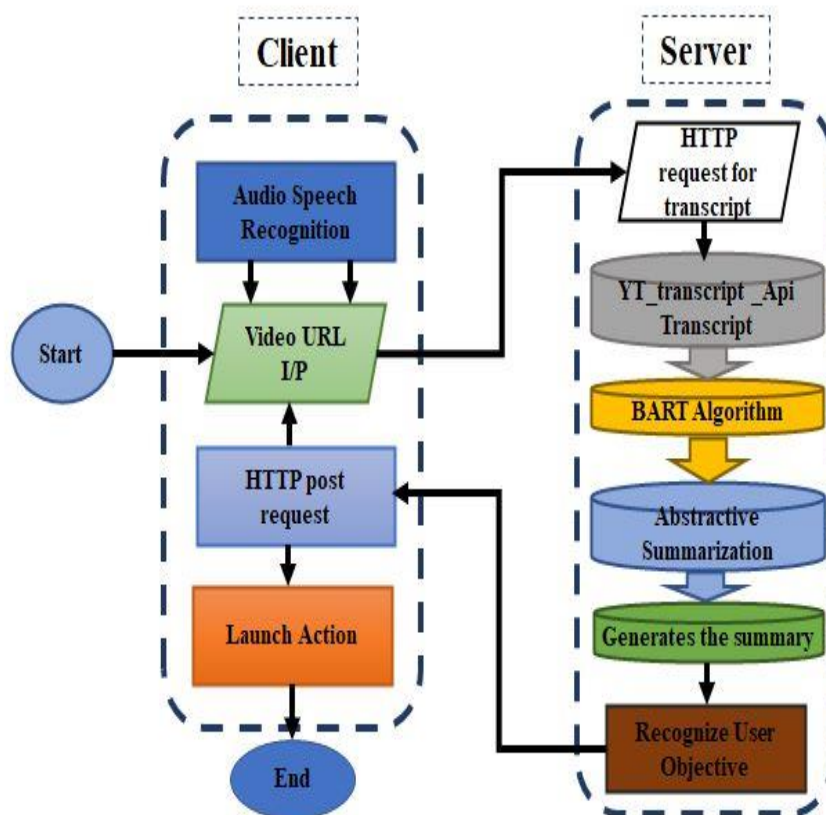 Client
Server
Audio Speech
Recognition
Start
Video URL
I/P
HTTP post
request
Launch Action
End
HTTP
request for
transcript
YT_transcript _Api
Transcript
BART Algorithm
Abstractive
Summarization
Generates the summary
Recognize User
Objective